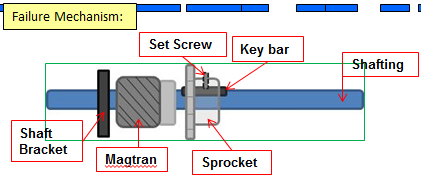 Failure Mechanism:
Set Screw
Key bar
Shafting
Shaft
Bracket
Magtran
Sprocket